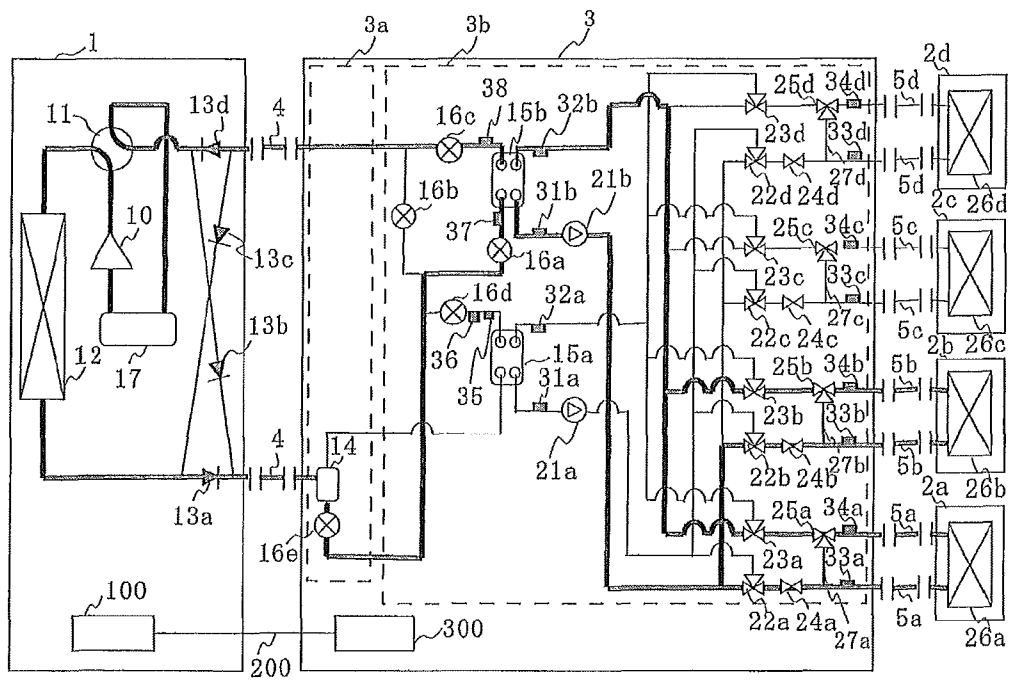 3a 3b 3
1
2d
11 13d 4 38 15b 32b 25d 34d 5d
16c
23d 33d
16b 21b 27d
10 31b 22d 24d 5d 26d
2c
37 25c 34c 5c
13c 16a
23c 33c
16d 32a
13b 27c
12 17 36 35 15a 22c 24c 5c 26c
2b
31a 25b 34b 5b
4 14 23b 33b
21a 22b 24b 27b 5b 26b
2a
13a 25a 34a 5a
16e 23a 33a
100 300 22a 24a 27a 5a 26a
200